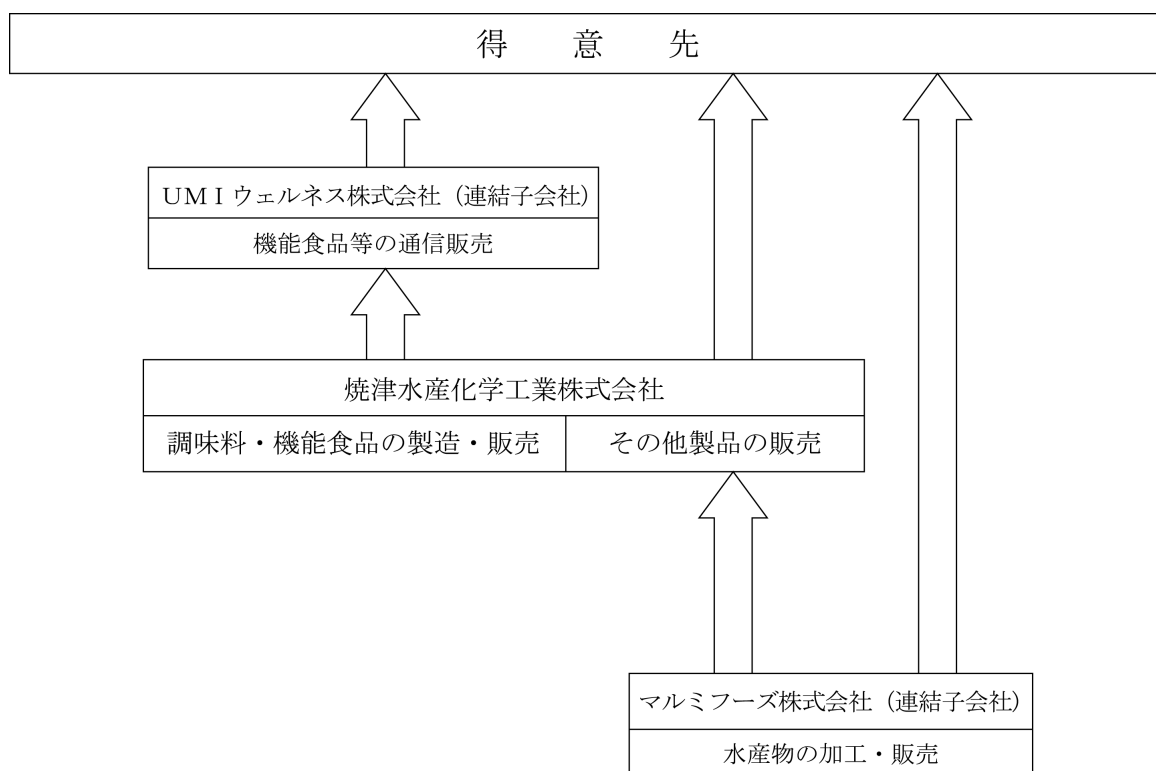 得意先
UMIウェルネス株式会社（連結子会社）
機能食品等の通信販売
焼津水産化学工業株式会社
調味料・機能食品の製造・販売
その他製品の販売
マルミフーズ株式会社（連結子会社）
水産物の加工・販売